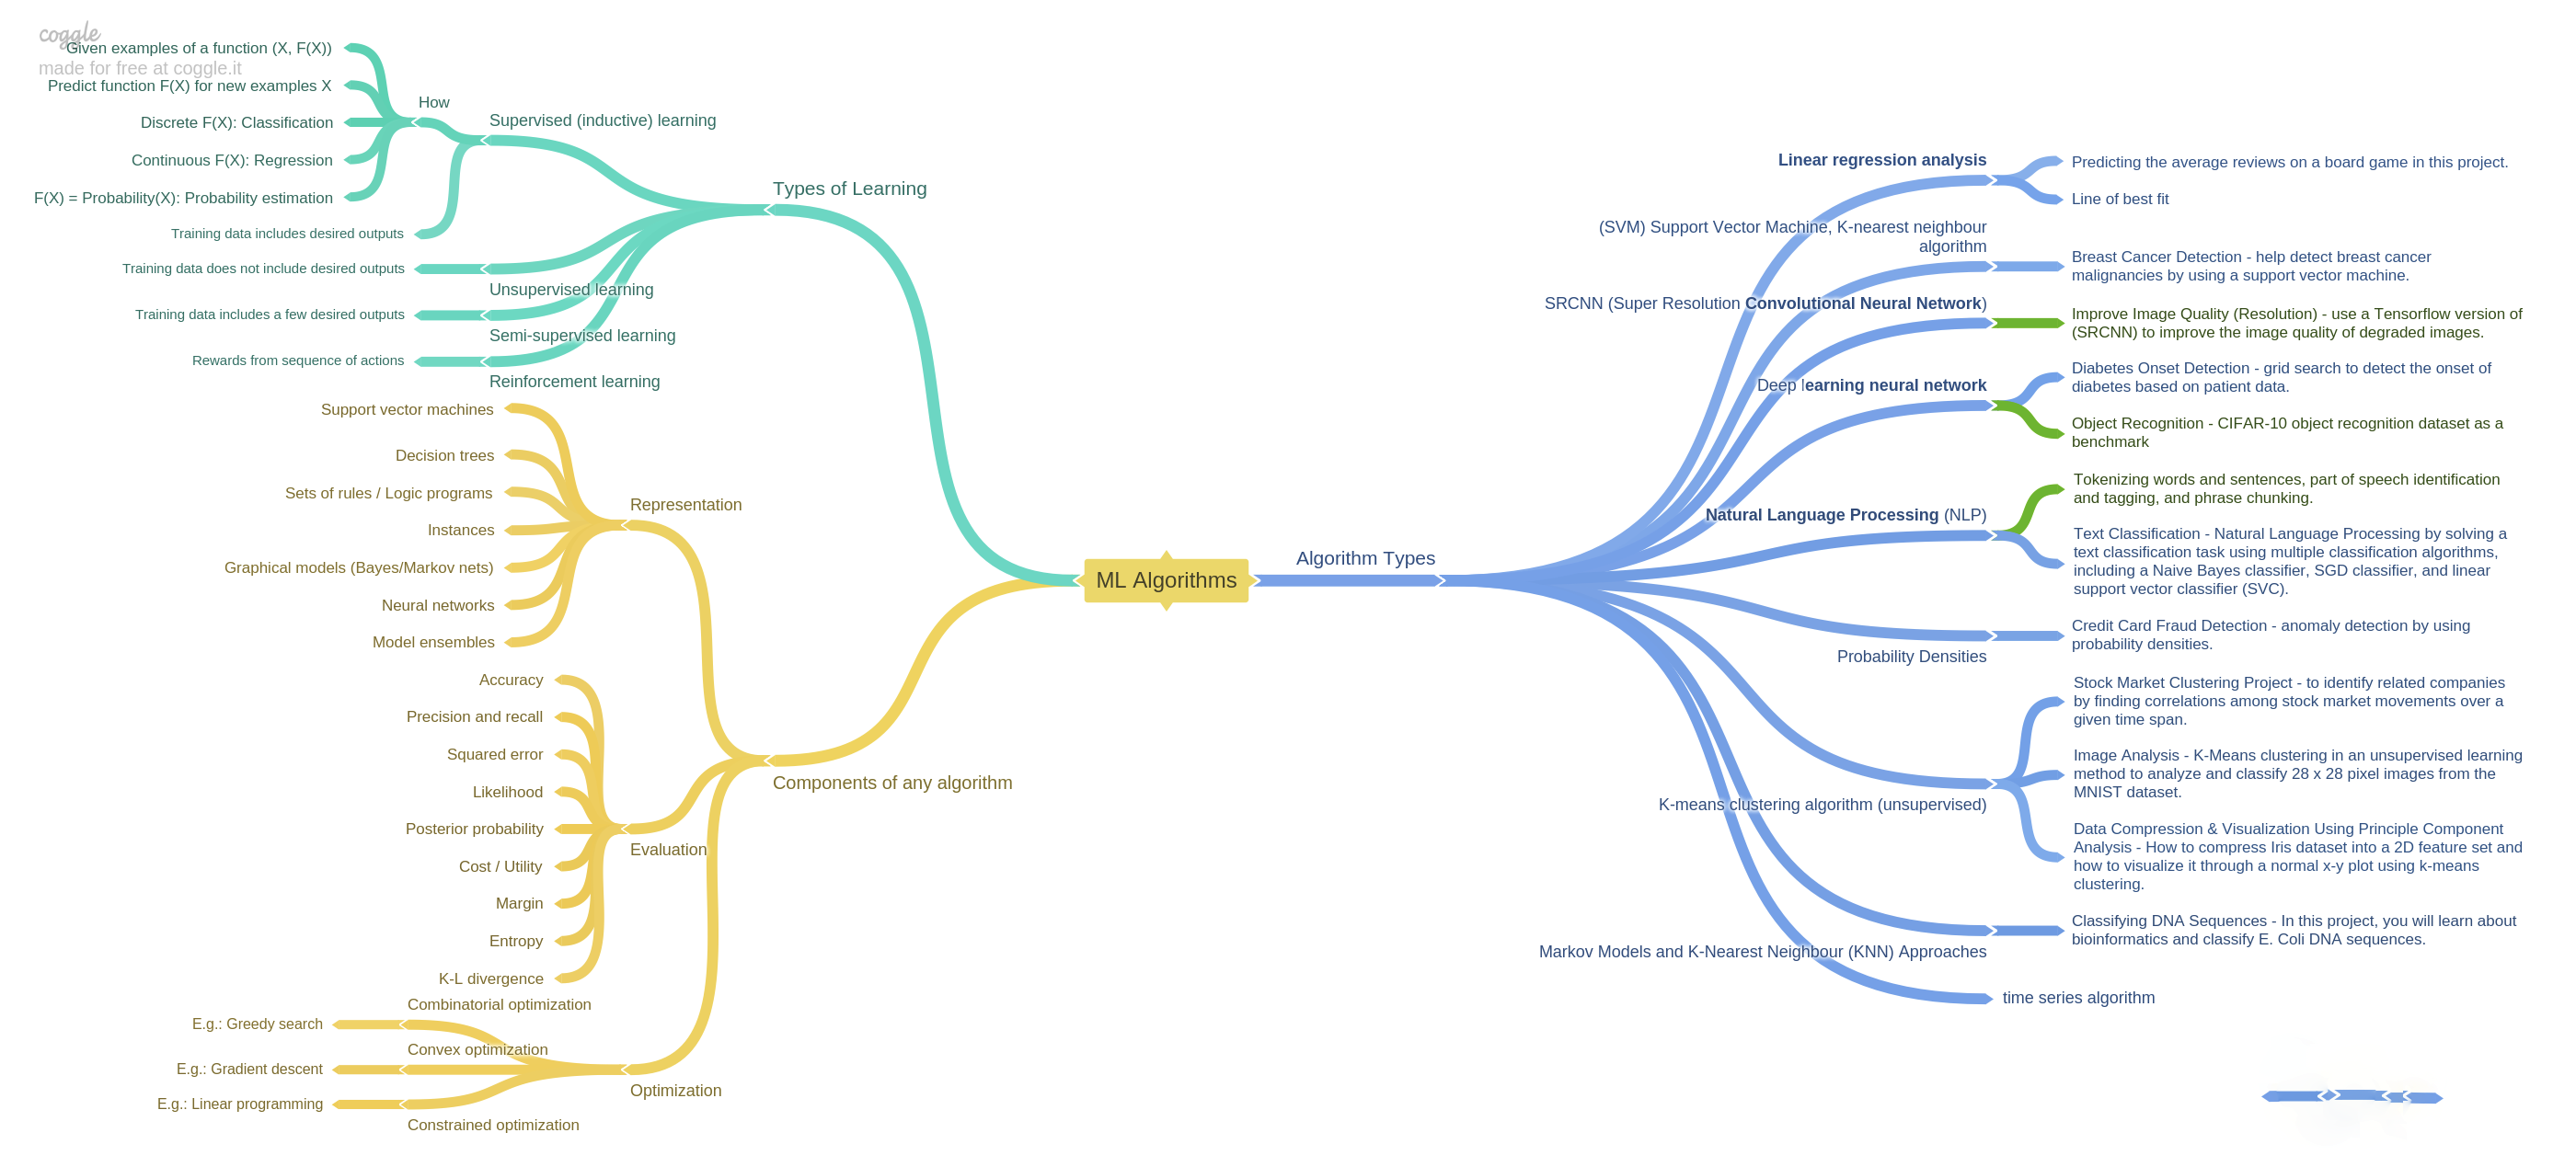 coggle
made for free at coggle.it
Given examples of a function (X, F(X))
Predict function F(X) for new examples X
Discrete F(X): Classification
Continuous F(X): Regression
F(X) = Probability(X): Probability estimation
How
Training data includes desired outputs
Supervised (inductive) learning
Training data does not include desired outputs
Unsupervised learning
Training data includes a few desired outputs
Semi-supervised learning
Rewards from sequence of actions
Reinforcement learning
Types of Learning
Support vector machines
Decision trees
Sets of rules / Logic programs
Instances
Graphical models (Bayes/Markov nets)
Neural networks
Model ensembles
Representation
Accuracy
Precision and recall
Squared error
Likelihood
Posterior probability
Cost / Utility
Margin
Entropy
K-L divergence
Evaluation
Combinatorial optimization
E.g.: Greedy search
Convex optimization
E.g.: Gradient descent
E.g.: Linear programming
Constrained optimization
Optimization
Components of any algorithm
ML Algorithms
Algorithm Types
Linear regression analysis
Predicting the average reviews on a board game in this project.
Line of best fit
(SVM) Support Vector Machine, K-nearest neighbour
algorithm
Breast Cancer Detection - help detect breast cancer
malignancies by using a support vector machine.
SRCNN (Super Resolution Convolutional Neural Network)
Improve Image Quality (Resolution) - use a Tensorflow version of
(SRCNN) to improve the image quality of degraded images.
Deep learning neural network
Diabetes Onset Detection - grid search to detect the onset of
diabetes based on patient data.
Object Recognition - CIFAR-10 object recognition dataset as a
benchmark
Natural Language Processing (NLP)
Tokenizing words and sentences, part of speech identification
and tagging, and phrase chunking.
Text Classification - Natural Language Processing by solving a
text classification task using multiple classification algorithms,
including a Naive Bayes classifier, SGD classifier, and linear
support vector classifier (SVC).
Probability Densities
Credit Card Fraud Detection - anomaly detection by using
probability densities.
K-means clustering algorithm (unsupervised)
Stock Market Clustering Project - to identify related companies
by finding correlations among stock market movements over a
given time span.
Image Analysis - K-Means clustering in an unsupervised learning
method to analyze and classify 28 x 28 pixel images from the
MNIST dataset.
Data Compression & Visualization Using Principle Component
Analysis - How to compress Iris dataset into a 2D feature set and
how to visualize it through a normal x-y plot using k-means
clustering.
Markov Models and K-Nearest Neighbour (KNN) Approaches
Classifying DNA Sequences - In this project, you will learn about
bioinformatics and classify E. Coli DNA sequences.
time series algorithm